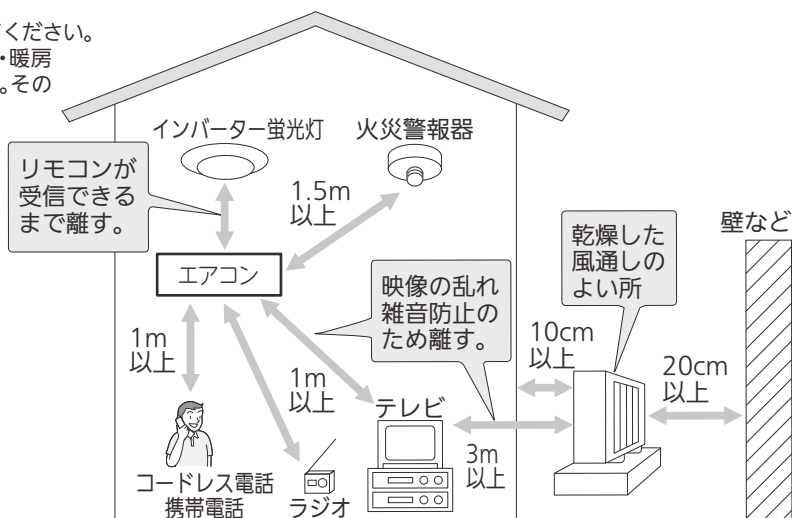 ください。
・暖房
。その
インバーター蛍光灯
火災警報器
リモコンが
受信できる
まで離す。
1.5m
以上
エアコン
壁など
乾燥した
風通しの
よい所
映像の乱れ
雑音防止の
ため離す。
1m
以上
1m
以上
10cm
以上
20cm
以上
テレビ
3m
以上
コードレス電話
携帯電話
ラジオ